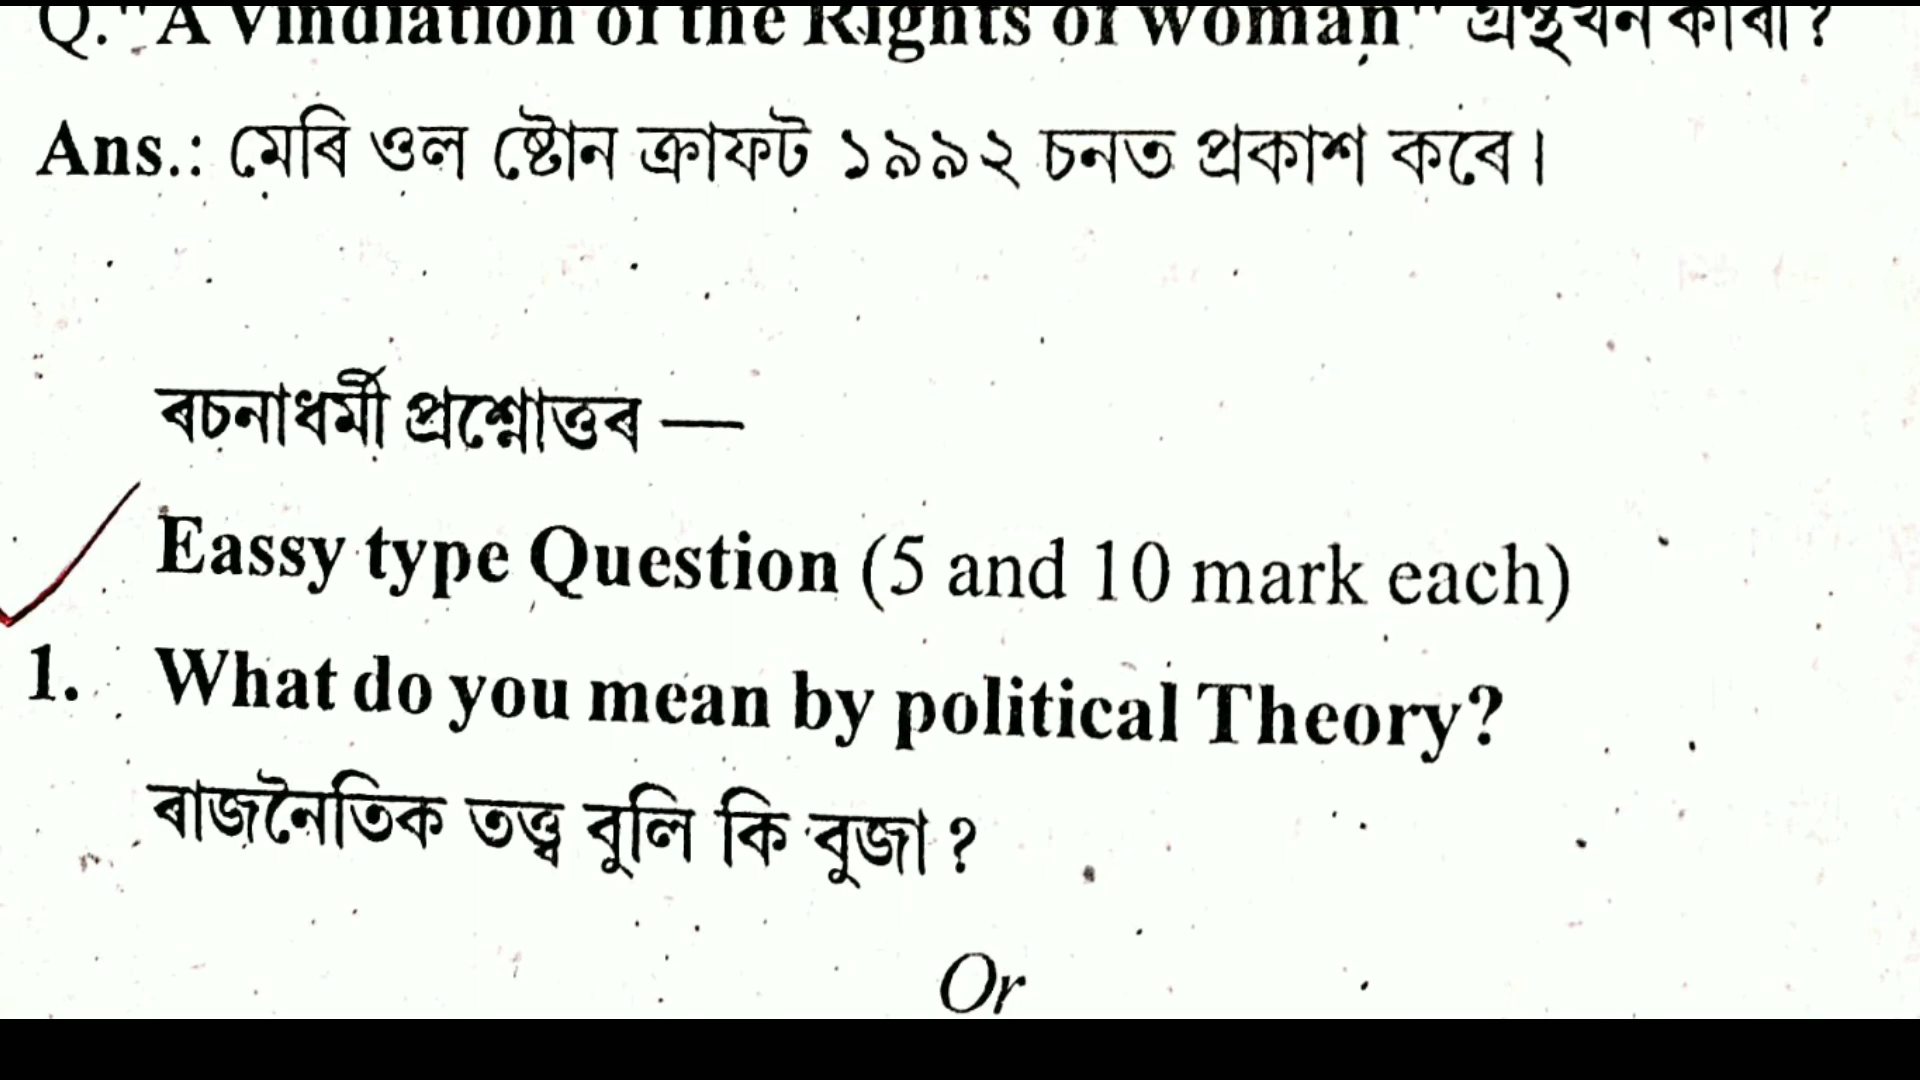 Q. "A Vindiation of the Rights of Woman" গ্ৰন্থখন কাৰ ?
Ans.: মেৰি ওল ষ্টোন ক্ৰাফট ১৯৯২ চনত প্ৰকাশ কৰে।
ৰচনাধৰ্মী প্ৰশ্নোত্তৰ —
Eassy type Question (5 and 10 mark each)
1. What do you mean by political Theory?
ৰাজনৈতিক তত্ত্ব বুলি কি বুজা ?
Or